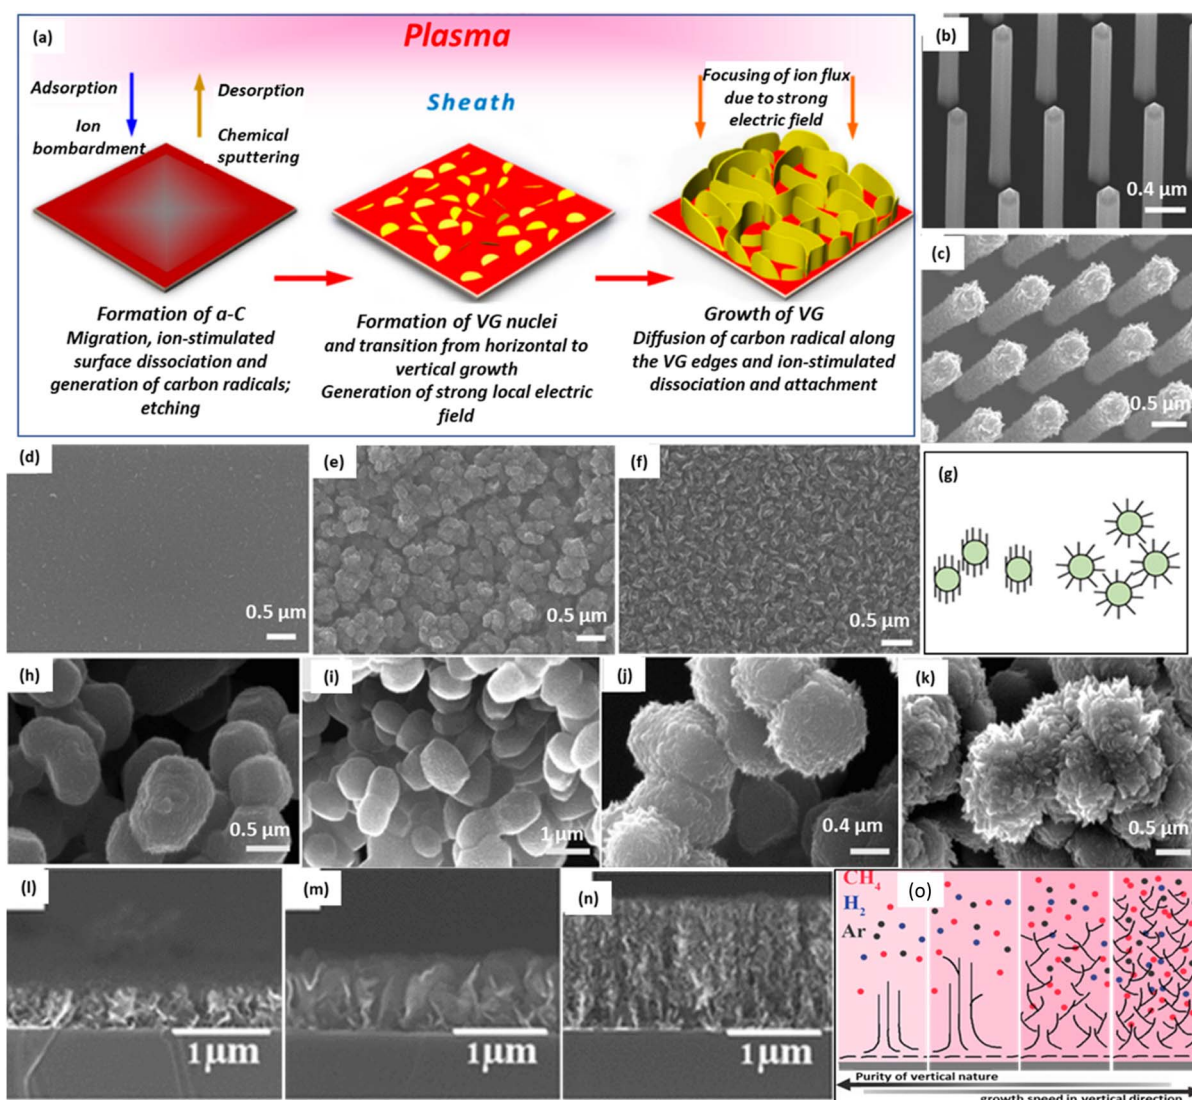 (a)
Plasma
Adsorption
Desorption
Ion
bombardment
Chemical
sputtering
Sheath
Focusing of ion flux
due to strong
electric field
Formation of a-C
Migration, ion-stimulated
surface dissociation and
generation of carbon radicals;
etching
Formation of VG nuclei
and transition from horizontal to
vertical growth
Generation of strong local electric
field
Growth of VG
Diffusion of carbon radical along
the VG edges and ion-stimulated
dissociation and attachment
(b)
0.4 μm
(c)
0.5 μm
(d)
0.5 μm
(e)
0.5 μm
(f)
0.5 μm
(g)
(h)
0.5 μm
(i)
1 μm
(j)
0.4 μm
(k)
0.5 μm
(l)
1μm
(m)
1μm
(n)
1μm
(o)
CH4
H2
Ar
Purity of vertical nature
growth speed in vertical direction